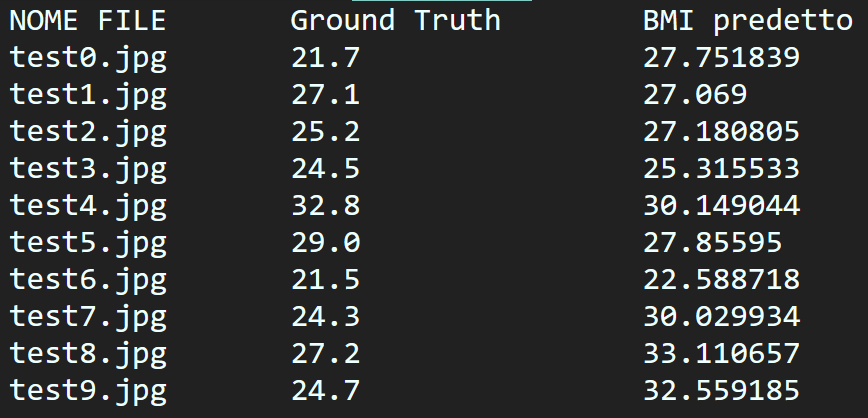 NOME FILE Ground Truth BMI predetto
test0.jpg 21.7 27.751839
test1.jpg 27.1 27.069
test2.jpg 25.2 27.180805
test3.jpg 24.5 25.315533
test4.jpg 32.8 30.149044
test5.jpg 29.0 27.85595
test6.jpg 21.5 22.588718
test7.jpg 24.3 30.029934
test8.jpg 27.2 33.110657
test9.jpg 24.7 32.559185